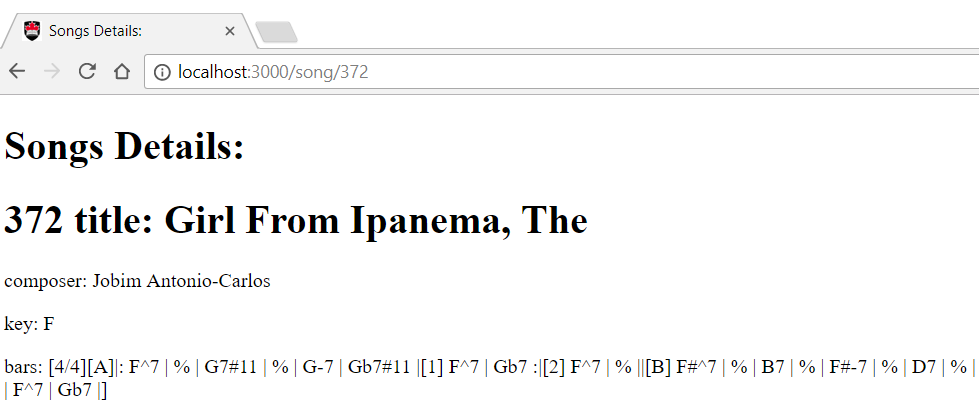 Songs Details:
localhost:3000/song/372
Songs Details:
372 title: Girl From Ipanema, The
composer: Jobim Antonio-Carlos
key: F
bars: [4/4][A]|: F^7 | % | G7#11 | % | G-7 | Gb7#11 |[1] F^7 | Gb7 :|[2] F^7 | % ||[B] F#^7 | % | B7 | % | F#-7 | % | D7 | % |
| F^7 | Gb7 |]